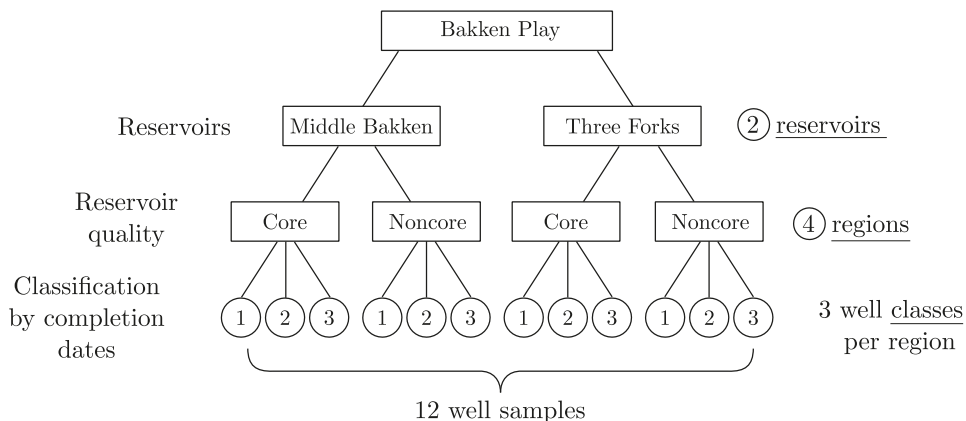 Bakken Play
Reservoirs
Middle Bakken
Three Forks
2 reservoirs
Reservoir
quality
Core
Noncore
Core
Noncore
4 regions
Classification
by completion
dates
1 2 3 1 2 3 1 2 3 1 2 3
3 well classes
per region
12 well samples